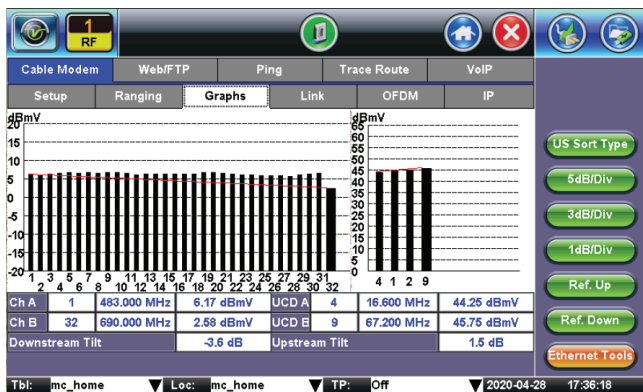 1
RF
Cable Modem Web/FTP Ping Trace Route VoIP
Setup Ranging Graphs Link OFDM IP
dBmV dBmV
20 15 10 5 0 -5 -10 -15 -20
65 60 55 50 45 40 35 30 25 20 15 10 5 0
1 3 5 7 9 11 13 15 17 19 21 23 25 27 29 31
2 4 6 8 10 12 14 16 18 20 22 24 26 28 30 32
4 1 2 9
Ch A 1 483.000 MHz 6.17 dBmV UCD A 4 16.600 MHz 44.25 dBmV
Ch B 32 690.000 MHz 2.58 dBmV UCD B 9 67.200 MHz 45.75 dBmV
Downstream Tilt -3.6 dB Upstream Tilt 1.5 dB
US Sort Type
5dB/Div
3dB/Div
1dB/Div
Ref. Up
Ref. Down
Ethernet Tools
Tbl: mc_home Loc: mc_home TP: Off 2020-04-28 17:36:18